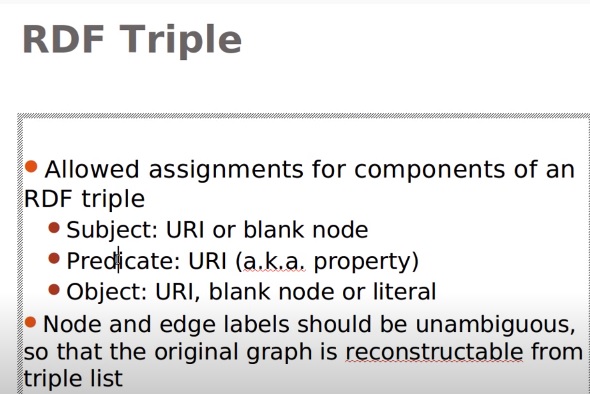 RDF Triple
Allowed assignments for components of an
RDF triple
Subject: URI or blank node
Predicate: URI (a.k.a. property)
Object: URI, blank node or literal
Node and edge labels should be unambiguous,
so that the original graph is reconstructable from
triple list